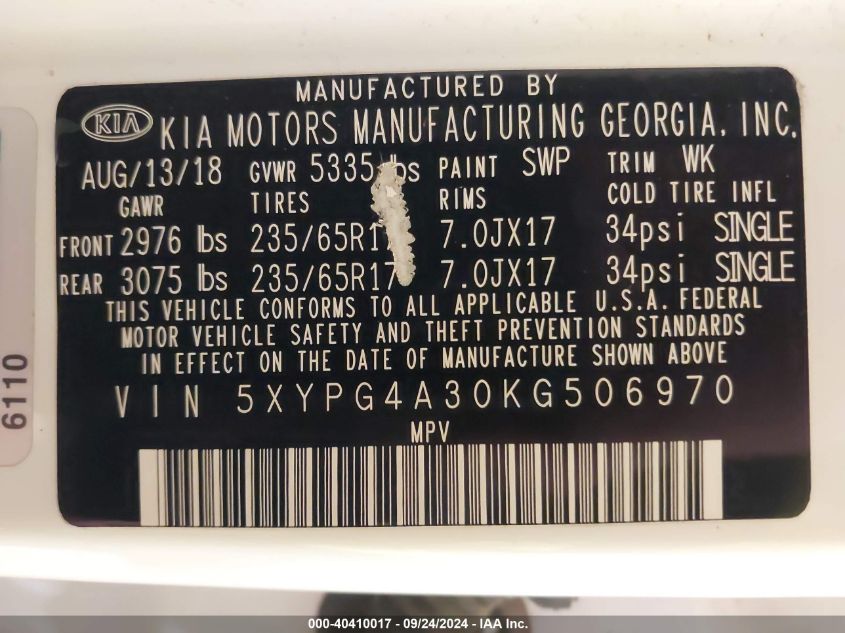 MANUFACTURED BY
KIA KIA MOTORS MANUFACTURING GEORGIA, INC.
AUG/13/18 GVWR 5335 lbs PAINT SWP TRIM WK
GAWR TIRES RIMS COLD TIRE INFL
FRONT 2976 lbs 235/65R17 7.0JX17 34psi SINGLE
REAR 3075 lbs 235/65R17 7.0JX17 34psi SINGLE
THIS VEHICLE CONFORMS TO ALL APPLICABLE U.S.A. FEDERAL
MOTOR VEHICLE SAFETY AND THEFT PREVENTION STANDARDS
IN EFFECT ON THE DATE OF MANUFACTURE SHOWN ABOVE
VIN 5XYPG4A30KG506970
MPV
6110
000-40410017 - 09/24/2024 - IAA Inc.